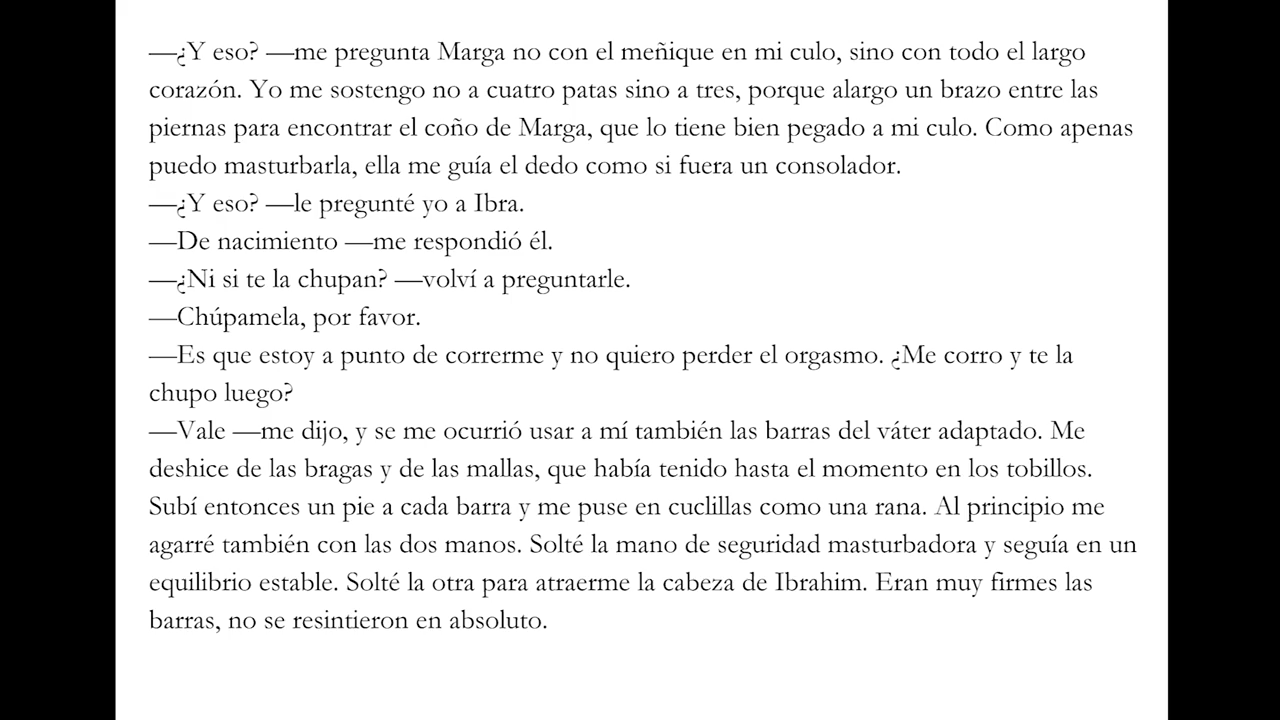 —¿Y eso? —me pregunta Marga no con el meñique en mi culo, sino con todo el largo
corazón. Yo me sostengo no a cuatro patas sino a tres, porque alargo un brazo entre las
piernas para encontrar el coño de Marga, que lo tiene bien pegado a mi culo. Como apenas
puedo masturbarla, ella me guía el dedo como si fuera un consolador.
—¿Y eso? —le pregunté yo a Ibra.
—De nacimiento —me respondió él.
—¿Ni si te la chupan? —volví a preguntarle.
—Chúpamela, por favor.
—Es que estoy a punto de correrme y no quiero perder el orgasmo. ¿Me corro y te la
chupo luego?
—Vale —me dijo, y se me ocurrió usar a mí también las barras del váter adaptado. Me
deshice de las bragas y de las mallas, que había tenido hasta el momento en los tobillos.
Subí entonces un pie a cada barra y me puse en cuclillas como una rana. Al principio me
agarré también con las dos manos. Solté la mano de seguridad masturbadora y seguía en un
equilibrio estable. Solté la otra para atraerme la cabeza de Ibrahim. Eran muy firmes las
barras, no se resintieron en absoluto.